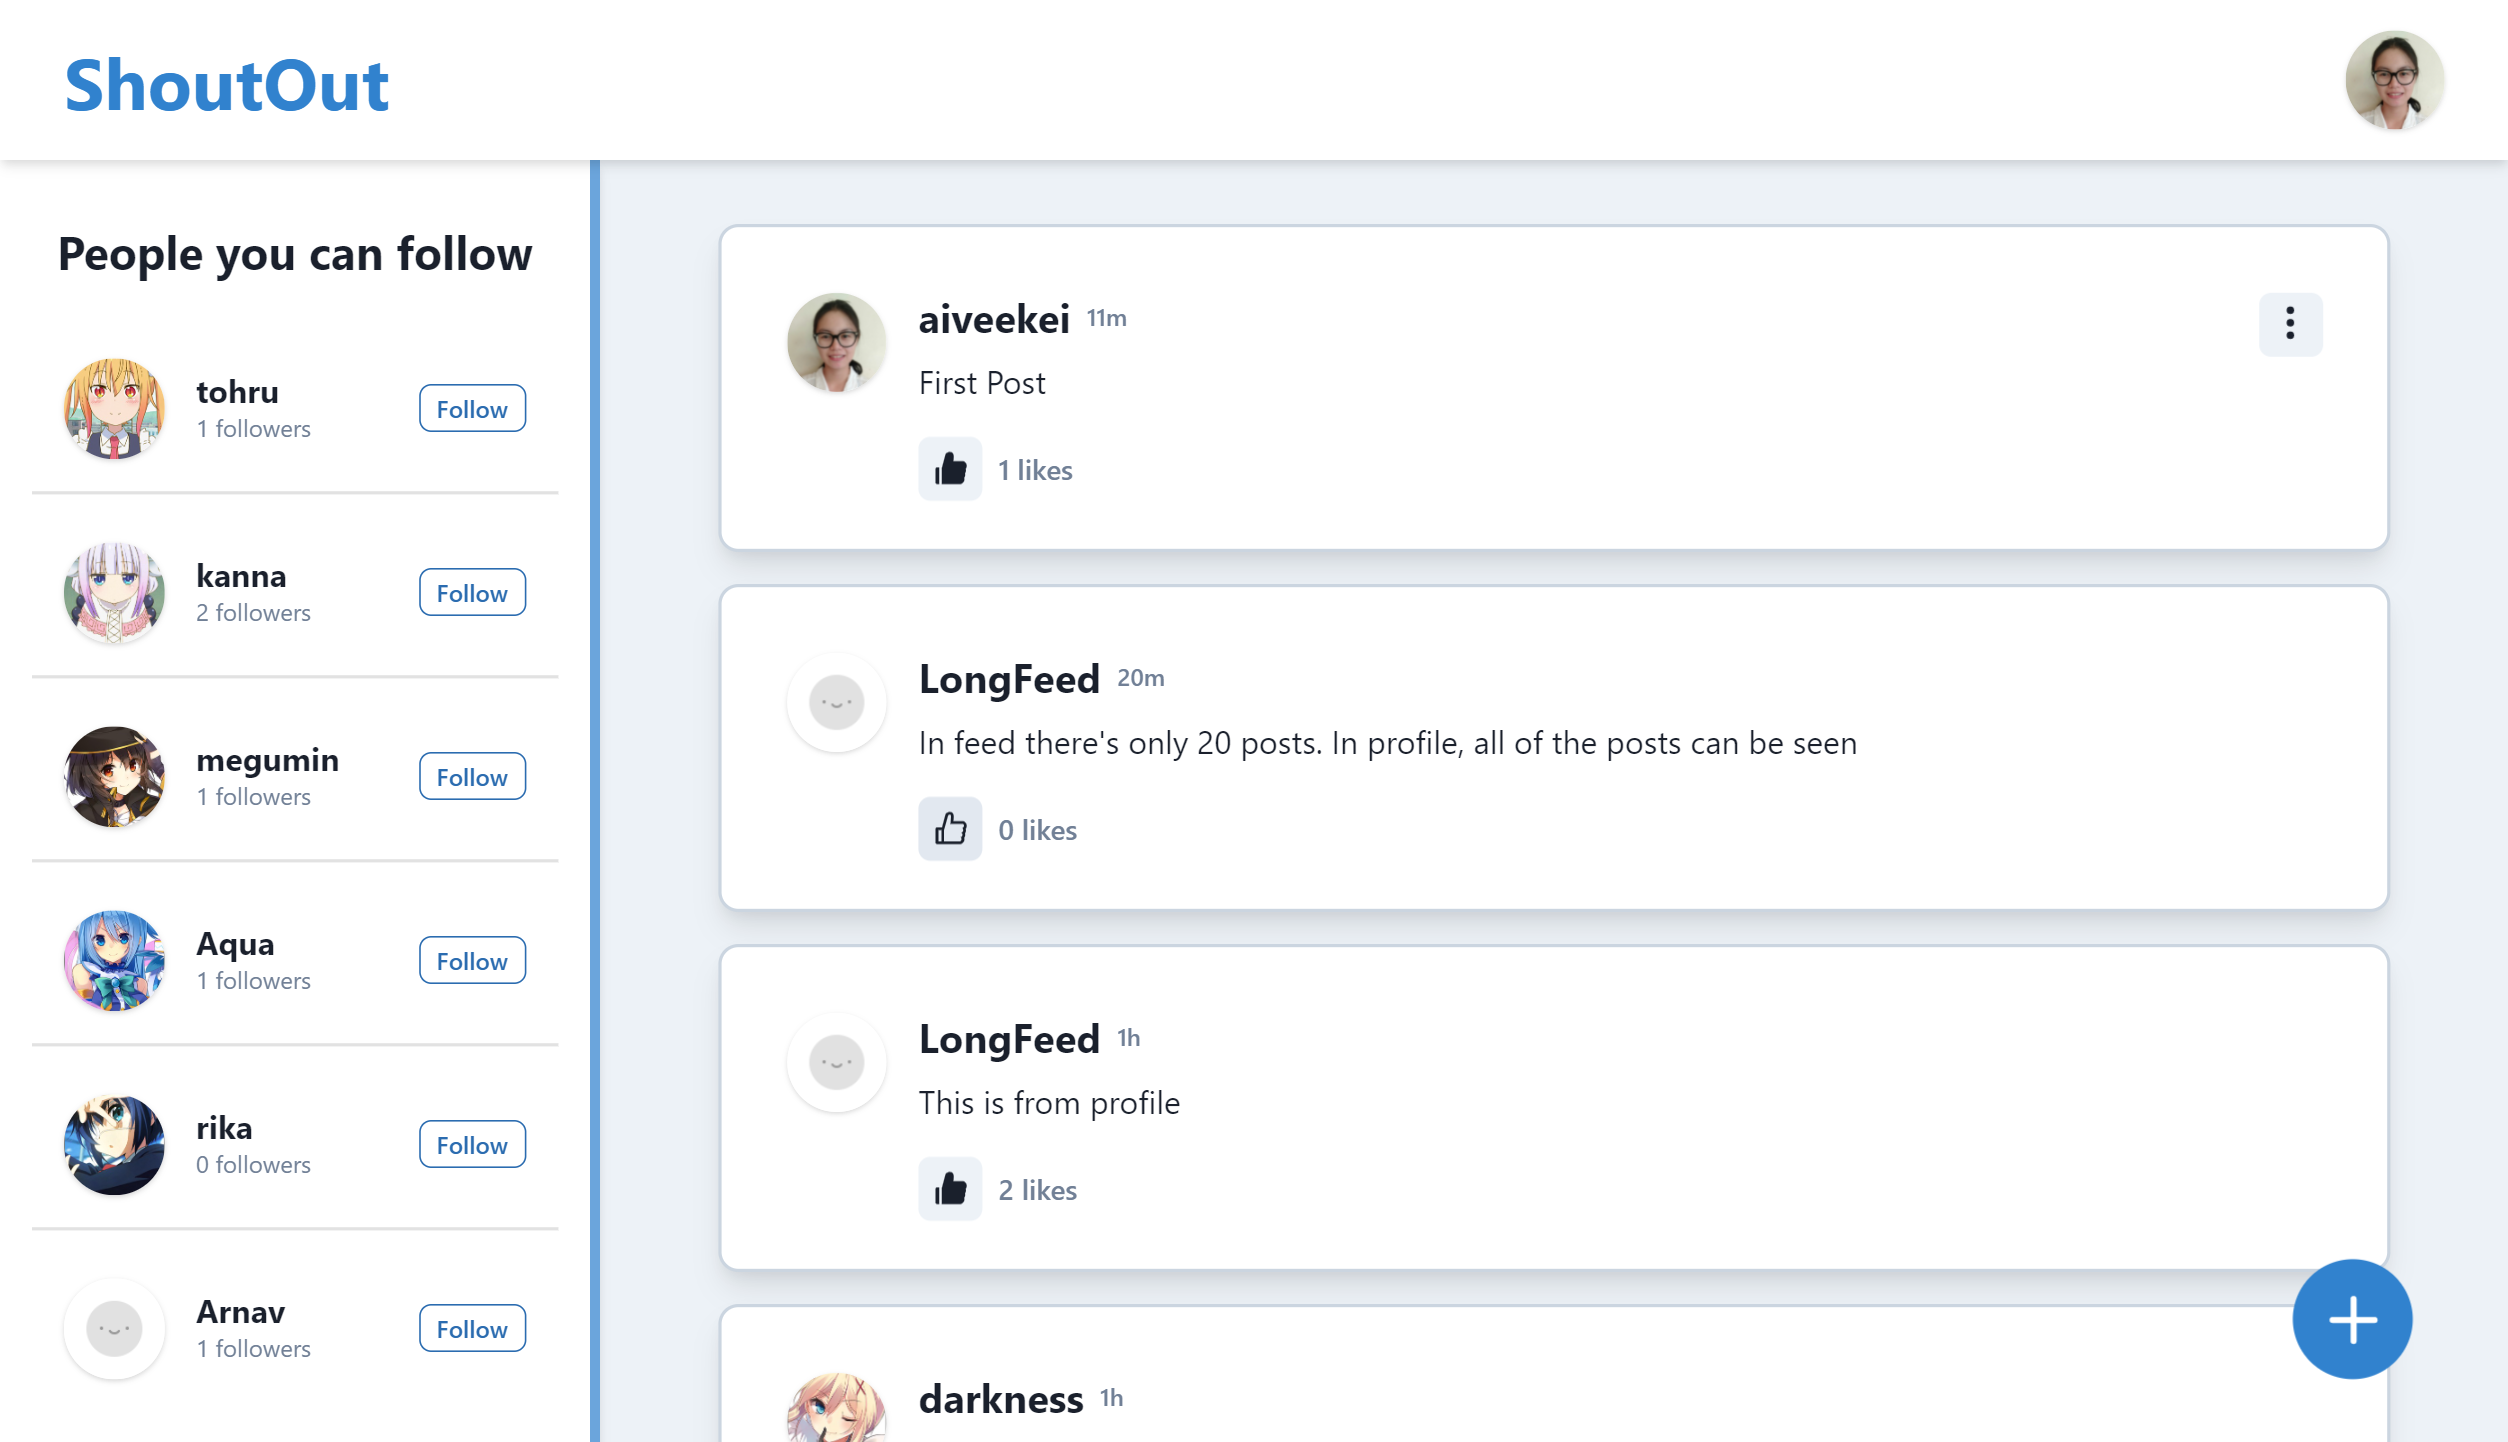 ShoutOut
People you can follow
tohru
1 followers
Follow
kanna
2 followers
Follow
megumin
1 followers
Follow
Aqua
1 followers
Follow
rika
0 followers
Follow
Arnav
1 followers
Follow
aiveekei 11m
First Post
1 likes
LongFeed 20m
In feed there's only 20 posts. In profile, all of the posts can be seen
0 likes
LongFeed 1h
This is from profile
2 likes
darkness 1h